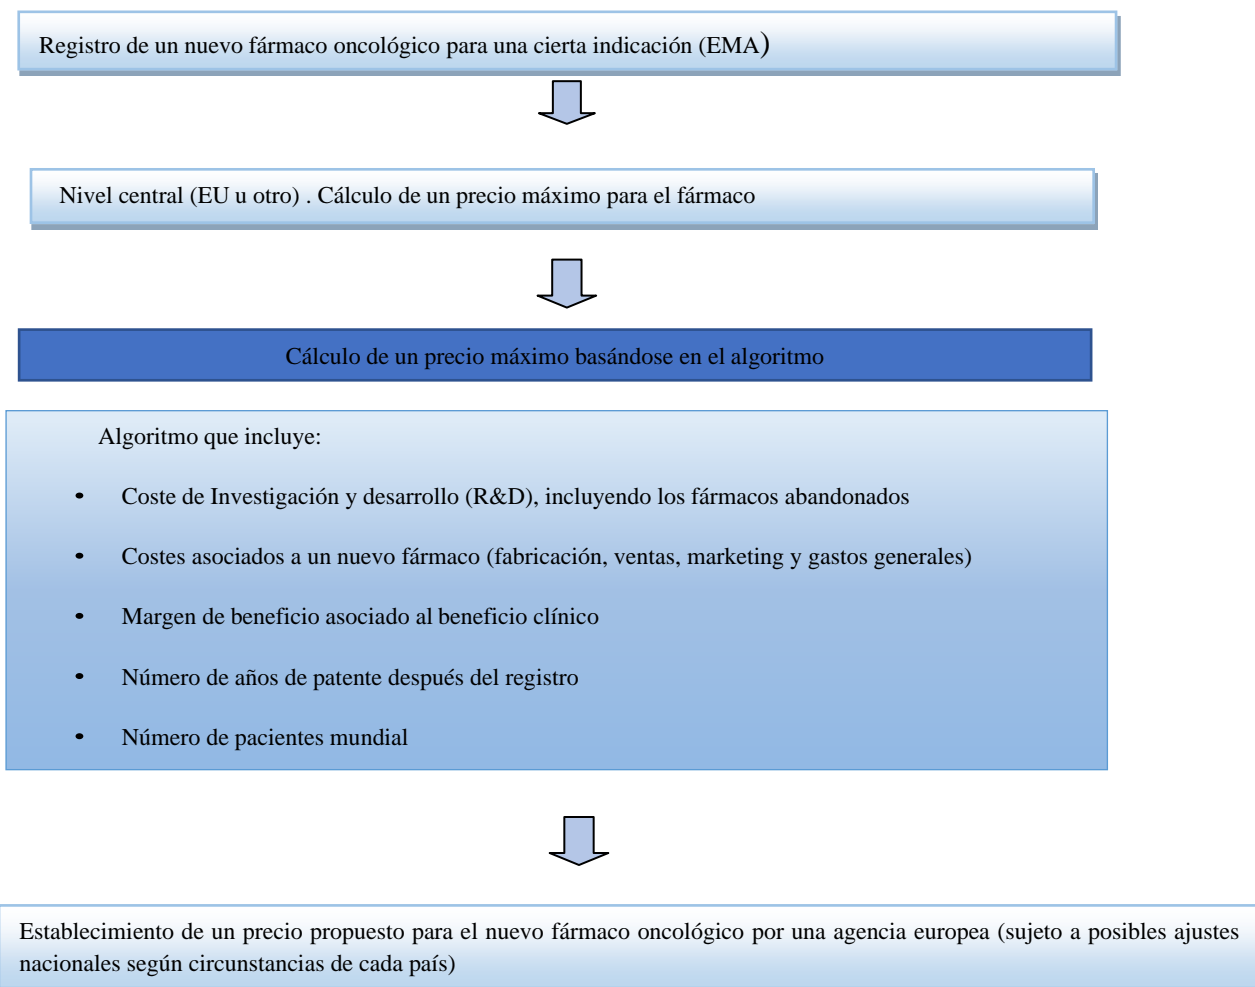 Registro de un nuevo fármaco oncológico para una cierta indicación (EMA)
Nivel central (EU u otro) . Cálculo de un precio máximo para el fármaco
Cálculo de un precio máximo basándose en el algoritmo
Algoritmo que incluye:
• Coste de Investigación y desarrollo (R&D), incluyendo los fármacos abandonados
• Costes asociados a un nuevo fármaco (fabricación, ventas, marketing y gastos generales)
• Margen de beneficio asociado al beneficio clínico
• Número de años de patente después del registro
• Número de pacientes mundial
Establecimiento de un precio propuesto para el nuevo fármaco oncológico por una agencia europea (sujeto a posibles ajustes
nacionales según circunstancias de cada país)